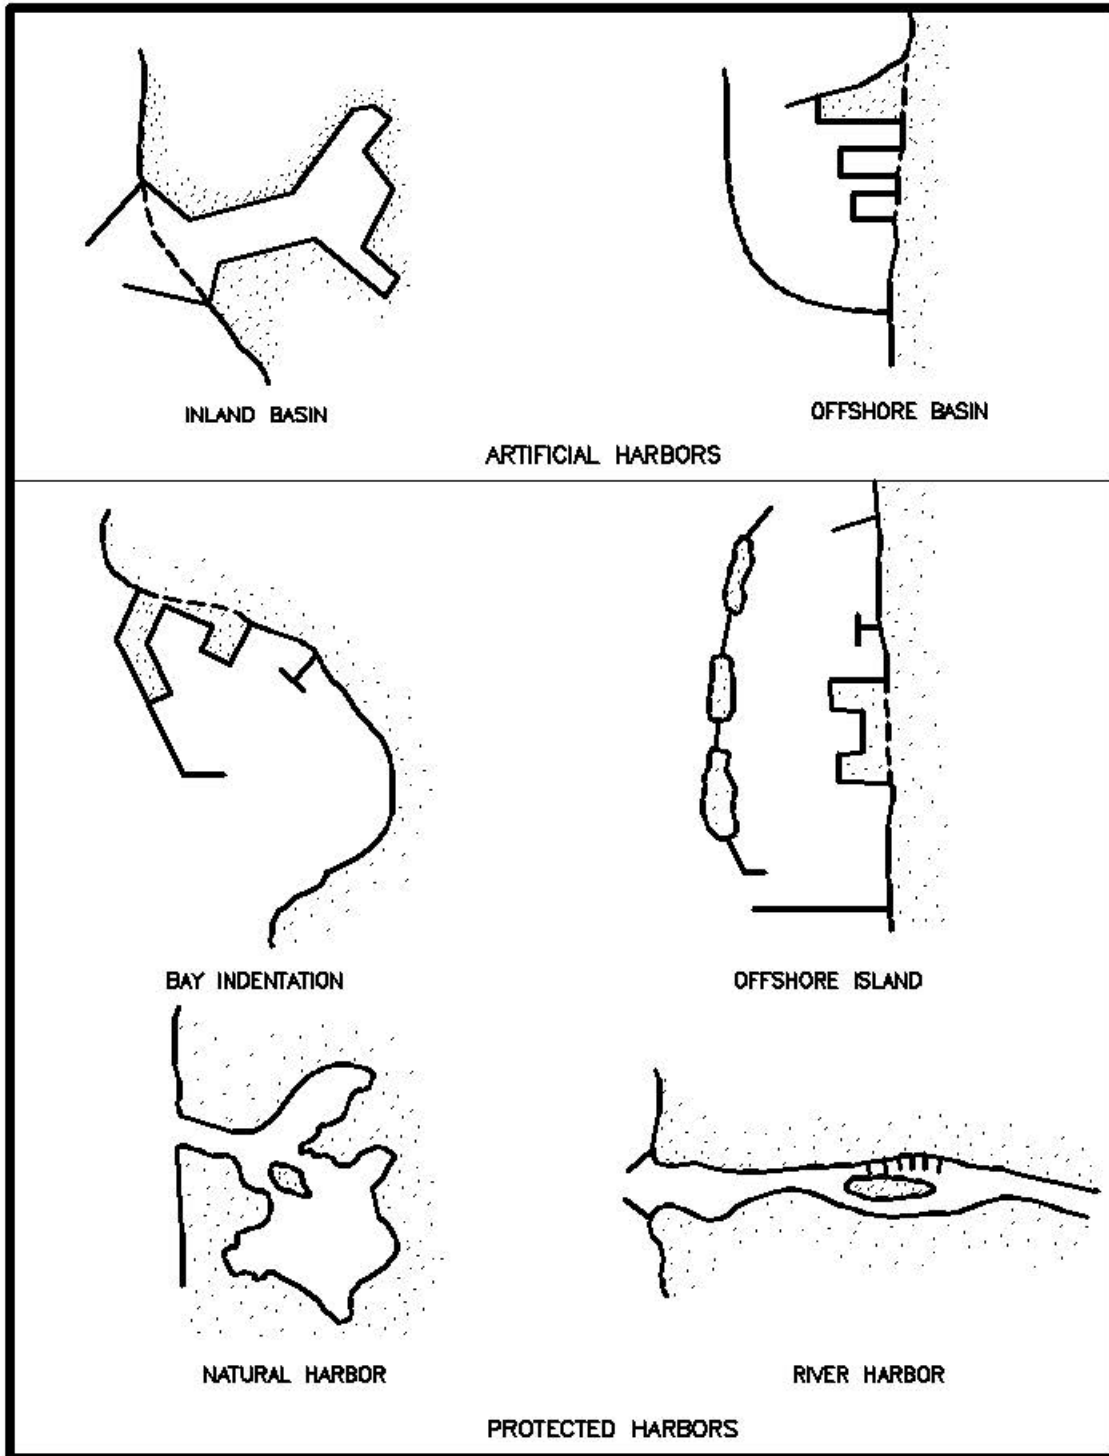 INLAND BASIN
OFFSHORE BASIN
ARTIFICIAL HARBORS
BAY INDENTATION
OFFSHORE ISLAND
NATURAL HARBOR
RIVER HARBOR
PROTECTED HARBORS